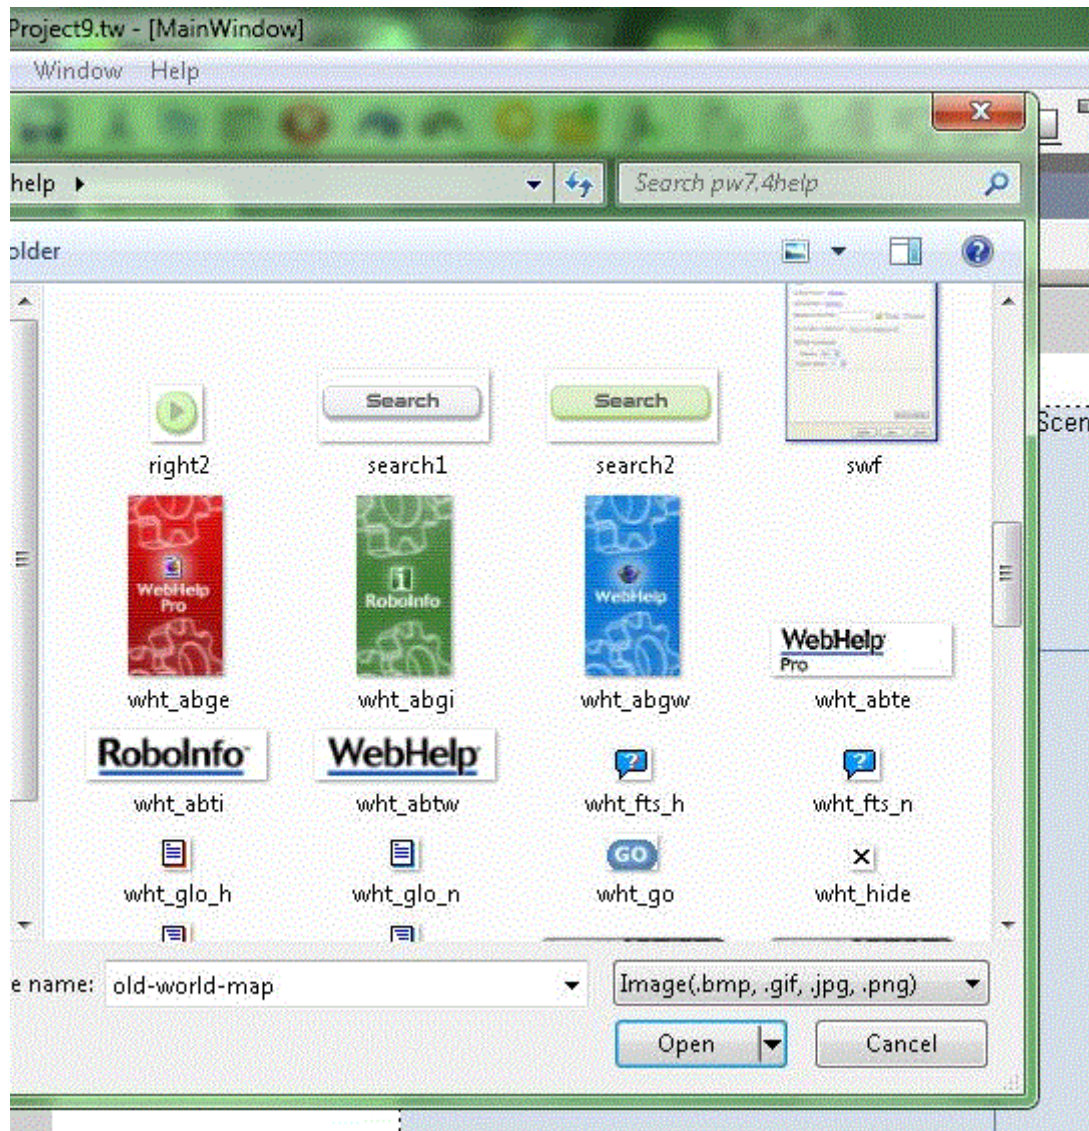 Project9.tw - [MainWindow]
Window Help
help
Search pw7.4help
older
Search
Search
right2
search1
search2
swf
Scen
WebHelp
Pro
RoboInfo
WebHelp
WebHelp
Pro
wht_abge
wht_abgi
wht_abgw
wht_abte
RoboInfo
WebHelp
wht_abti
wht_abtw
wht_fts_h
wht_fts_n
GO
wht_glo_h
wht_glo_n
wht_go
wht_hide
e name: old-world-map
Image(.bmp, .gif, .jpg, .png)
Open
Cancel